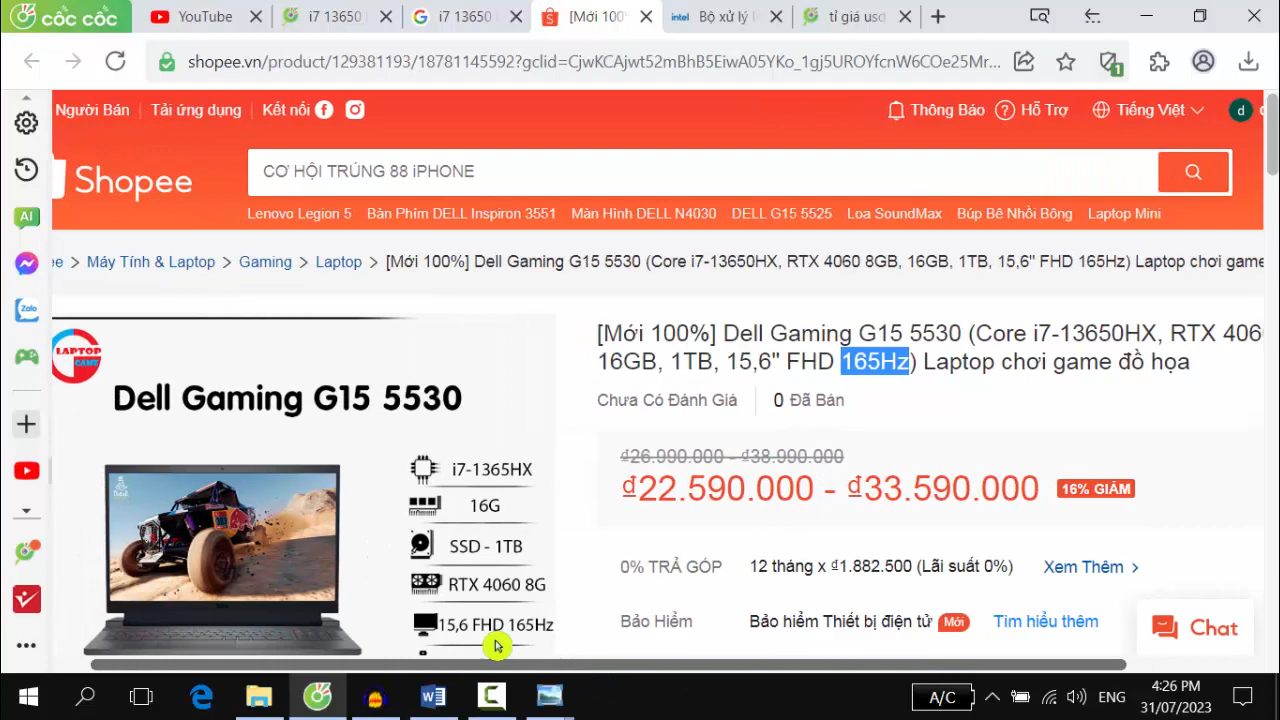 cốc cốc
YouTube
i7 13650
i7 13650
[Mới 100%
Bộ xử lý
tỉ giá usd
shopee.vn/product/129381193/18781145592?gclid=CjwKCAjwt52mBhB5EiwA05YKo_1gj5UROYfcnW6COe25Mr...
1
Người Bán
Tải ứng dụng
Kết nối
Thông Báo
Hỗ Trợ
Tiếng Việt
d
AI
Zalo
Shopee
CƠ HỘI TRÚNG 88 iPHONE
Lenovo Legion 5 Bàn Phím DELL Inspiron 3551 Màn Hình DELL N4030 DELL G15 5525 Loa SoundMax Búp Bê Nhồi Bông Laptop Mini
ee > Máy Tính & Laptop > Gaming > Laptop > [Mới 100%] Dell Gaming G15 5530 (Core i7-13650HX, RTX 4060 8GB, 16GB, 1TB, 15,6" FHD 165Hz) Laptop chơi game
LAPTOP
Dell Gaming G15 5530
i7-1365HX
16G
SSD - 1TB
RTX 4060 8G
15,6 FHD 165Hz
[Mới 100%] Dell Gaming G15 5530 (Core i7-13650HX, RTX 4060
16GB, 1TB, 15,6" FHD 165Hz) Laptop chơi game đồ họa
Chưa Có Đánh Giá
0 Đã Bán
₫26.990.000 - ₫38.990.000
₫22.590.000 - ₫33.590.000
16% GIẢM
0% TRẢ GÓP
12 tháng x ₫1.882.500 (Lãi suất 0%)
Xem Thêm >
Bảo Hiểm
Bảo hiểm Thiết bị điện tử Mới
Tìm hiểu thêm
Chat
A/C
ENG
4:26 PM
31/07/2023